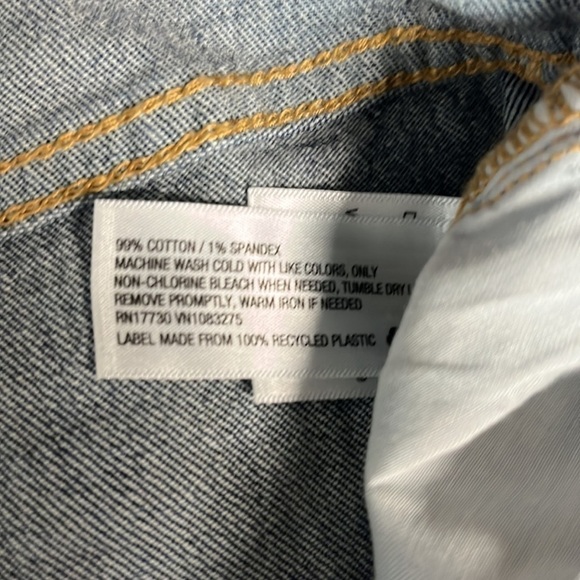 99% COTTON / 1% SPANDEX
MACHINE WASH COLD WITH LIKE COLORS, ONLY
NON-CHLORINE BLEACH WHEN NEEDED, TUMBLE DRY
REMOVE PROMPTLY, WARM IRON IF NEEDED
RN17730 VN1083275
LABEL MADE FROM 100% RECYCLED PLASTIC